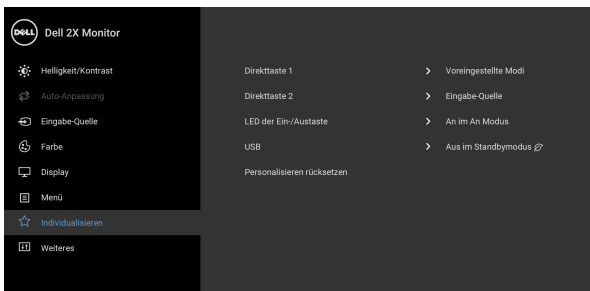 DELL Dell 2X Monitor
Helligkeit/Kontrast
Auto-Anpassung
Eingabe-Quelle
Farbe
Display
Menü
Individualisieren
Weiteres
Direkttaste 1 Voreingestellte Modi
Direkttaste 2 Eingabe-Quelle
LED der Ein-/Austaste An im An Modus
USB Aus im Standbymodus
Personalisieren rücksetzen